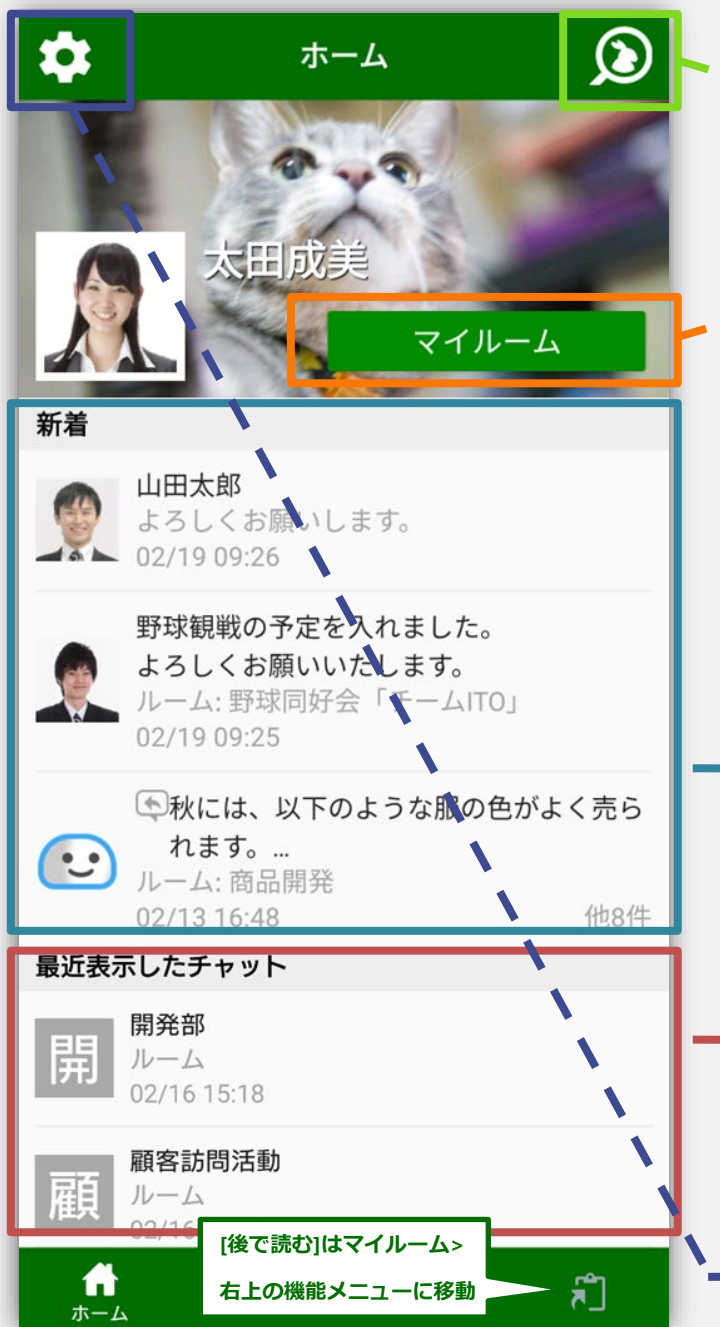 ホーム
太田成美
マイルーム
新着
山田太郎
よろしくお願いします。
02/19 09:26
野球観戦の予定を入れました。
よろしくお願いいたします。
ルーム: 野球同好会「チームITO」
02/19 09:25
秋には、以下のような服の色がよく売ら
れます。...
ルーム: 商品開発
02/13 16:48
他8件
最近表示したチャット
開
開発部
ルーム
02/16 15:18
顧
顧客訪問活動
ルーム
02/16
[後で読む]はマイルーム>
右上の機能メニューに移動
ホーム